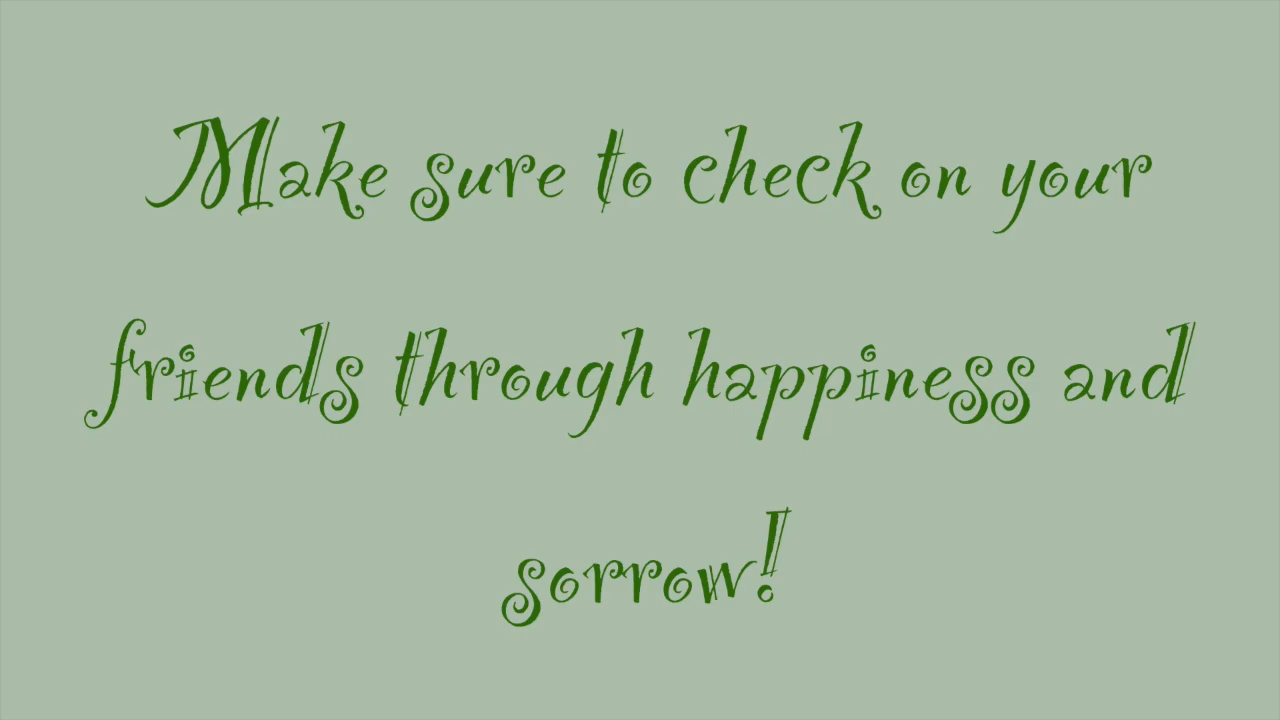 Make sure to check on your
friends through happiness and
sorrow!